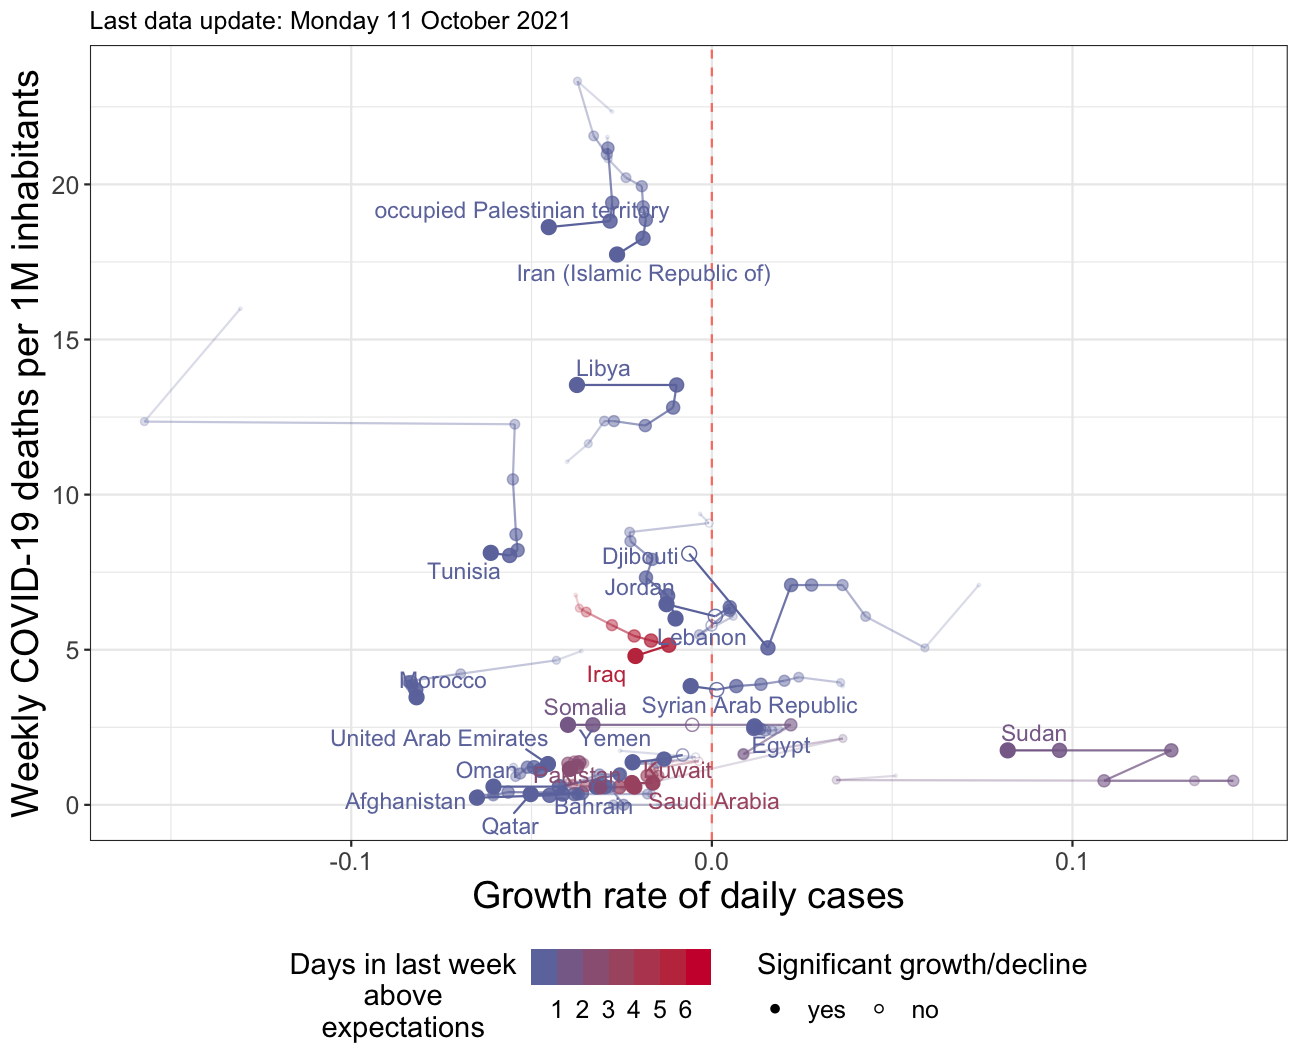 Last data update: Monday 11 October 2021
Weekly COVID-19 deaths per 1M inhabitants
20
15
10
5
0
occupied Palestinian territory
Iran (Islamic Republic of)
Libya
Tunisia
Djibouti
Jordan
Lebanon
Iraq
Morocco
Syrian Arab Republic
Somalia
Sudan
United Arab Emirates
Yemen
Egypt
Oman
Pakistan
Kuwait
Afghanistan
Bahrain
Saudi Arabia
Qatar
-0.1
0.0
0.1
Growth rate of daily cases
Days in last week
above
expectations
1 2 3 4 5 6
Significant growth/decline
yes
no